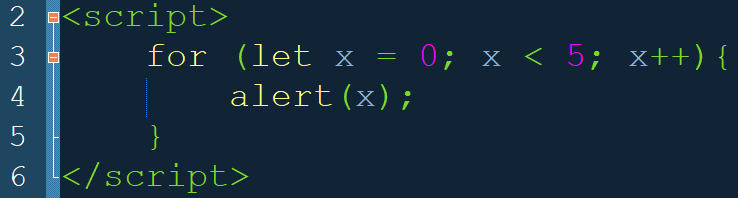 2 <script>
3     for (let x = 0; x < 5; x++){
4         alert(x);
5     }
6 </script>